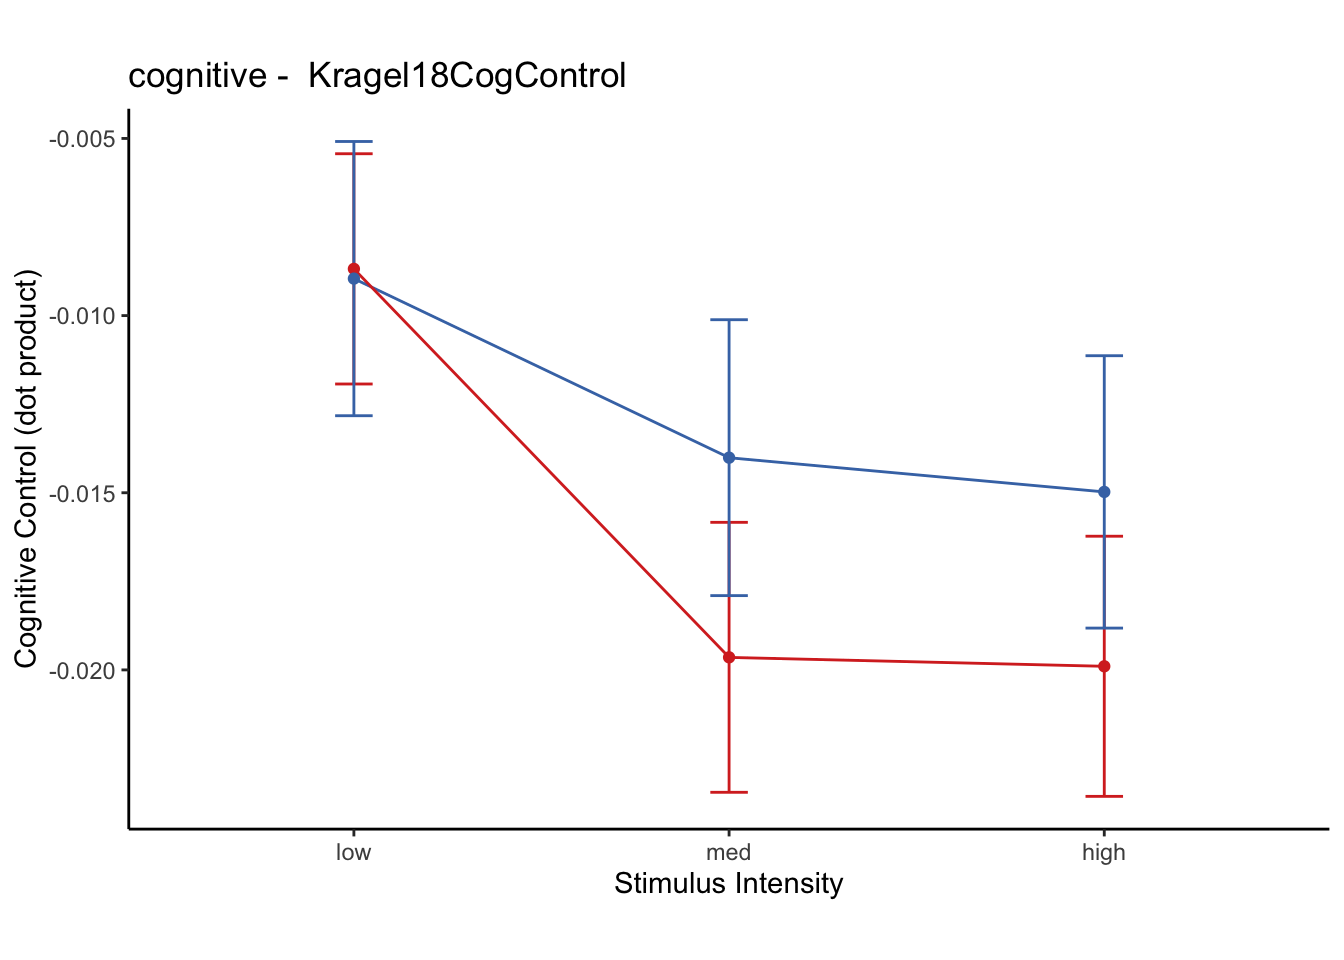 cognitive -  Kragel18CogControl
Cognitive Control (dot product)
-0.005
-0.010
-0.015
-0.020
low med high
Stimulus Intensity